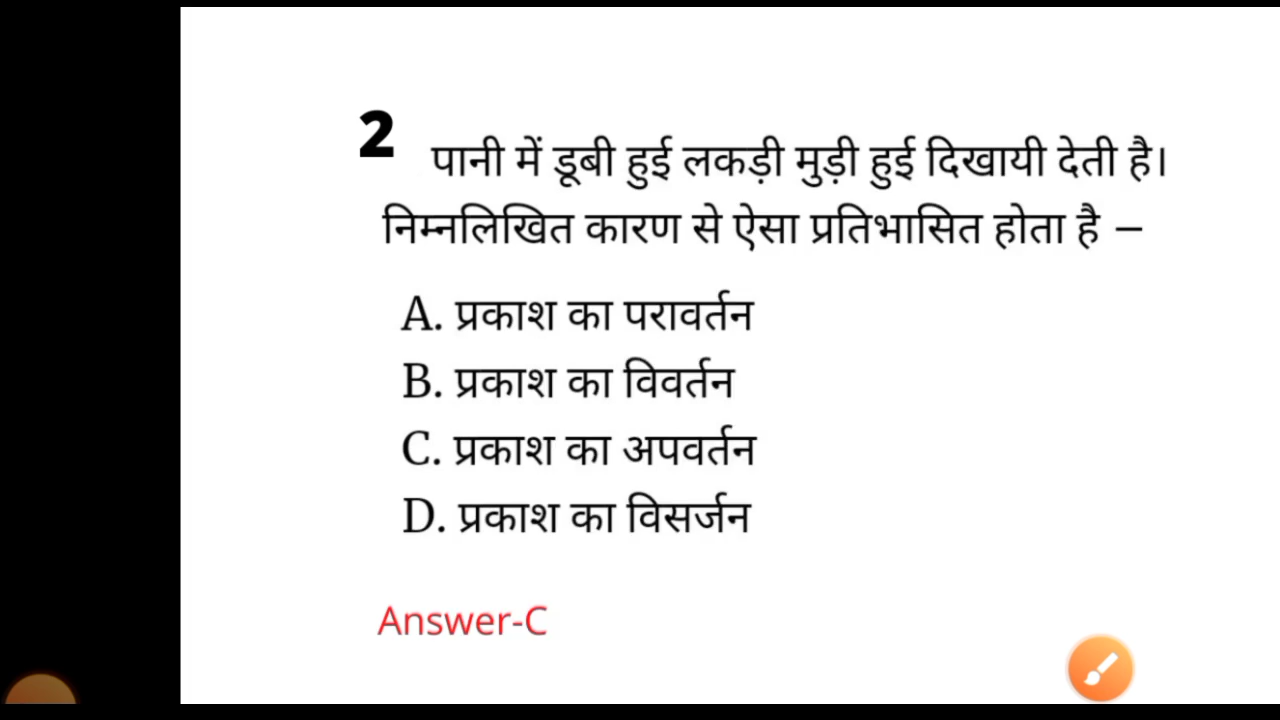 2 पानी में डूबी हुई लकड़ी मुड़ी हुई दिखायी देती है।
निम्नलिखित कारण से ऐसा प्रतिभासित होता है –
A. प्रकाश का परावर्तन
B. प्रकाश का विवर्तन
C. प्रकाश का अपवर्तन
D. प्रकाश का विसर्जन
Answer-C